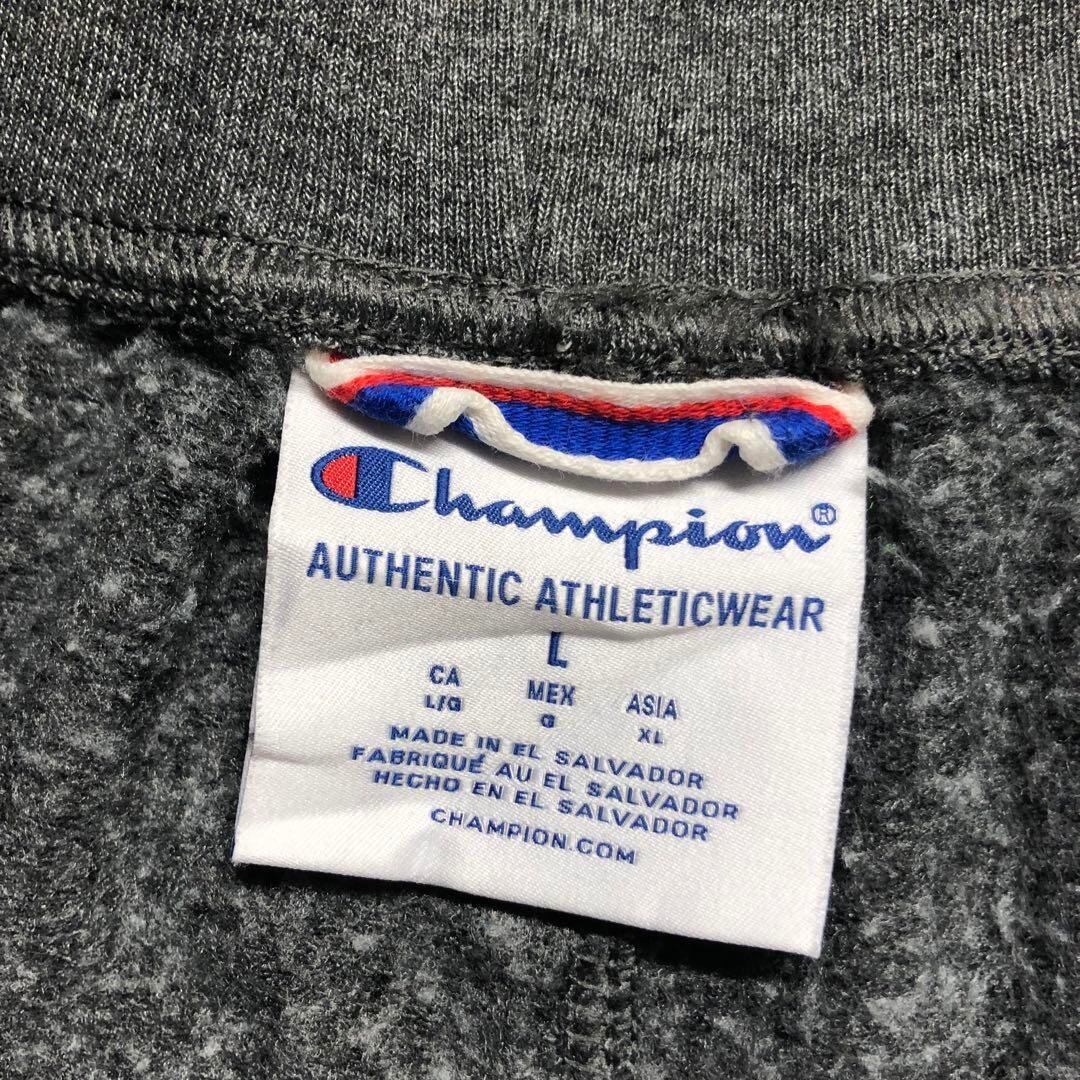 Champion®
AUTHENTIC ATHLETICWEAR
L
CA MEX ASIA
L/G G XL
MADE IN EL SALVADOR
FABRIQUÉ AU EL SALVADOR
HECHO EN EL SALVADOR
CHAMPION.COM